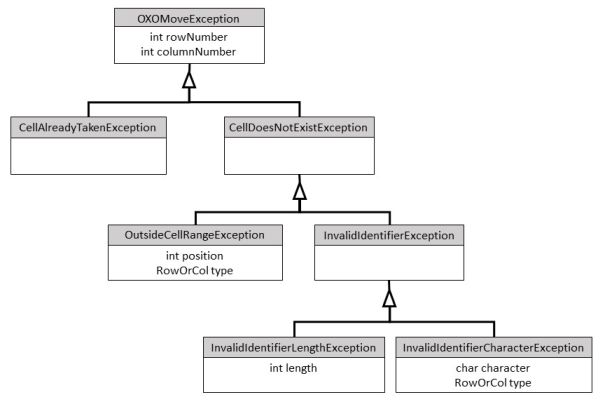 OXOMoveException
int rowNumber
int columnNumber
CellAlreadyTakenException
CellDoesNotExistException
OutsideCellRangeException
int position
RowOrCol type
InvalidIdentifierException
InvalidIdentifierLengthException
int length
InvalidIdentifierCharacterException
char character
RowOrCol type